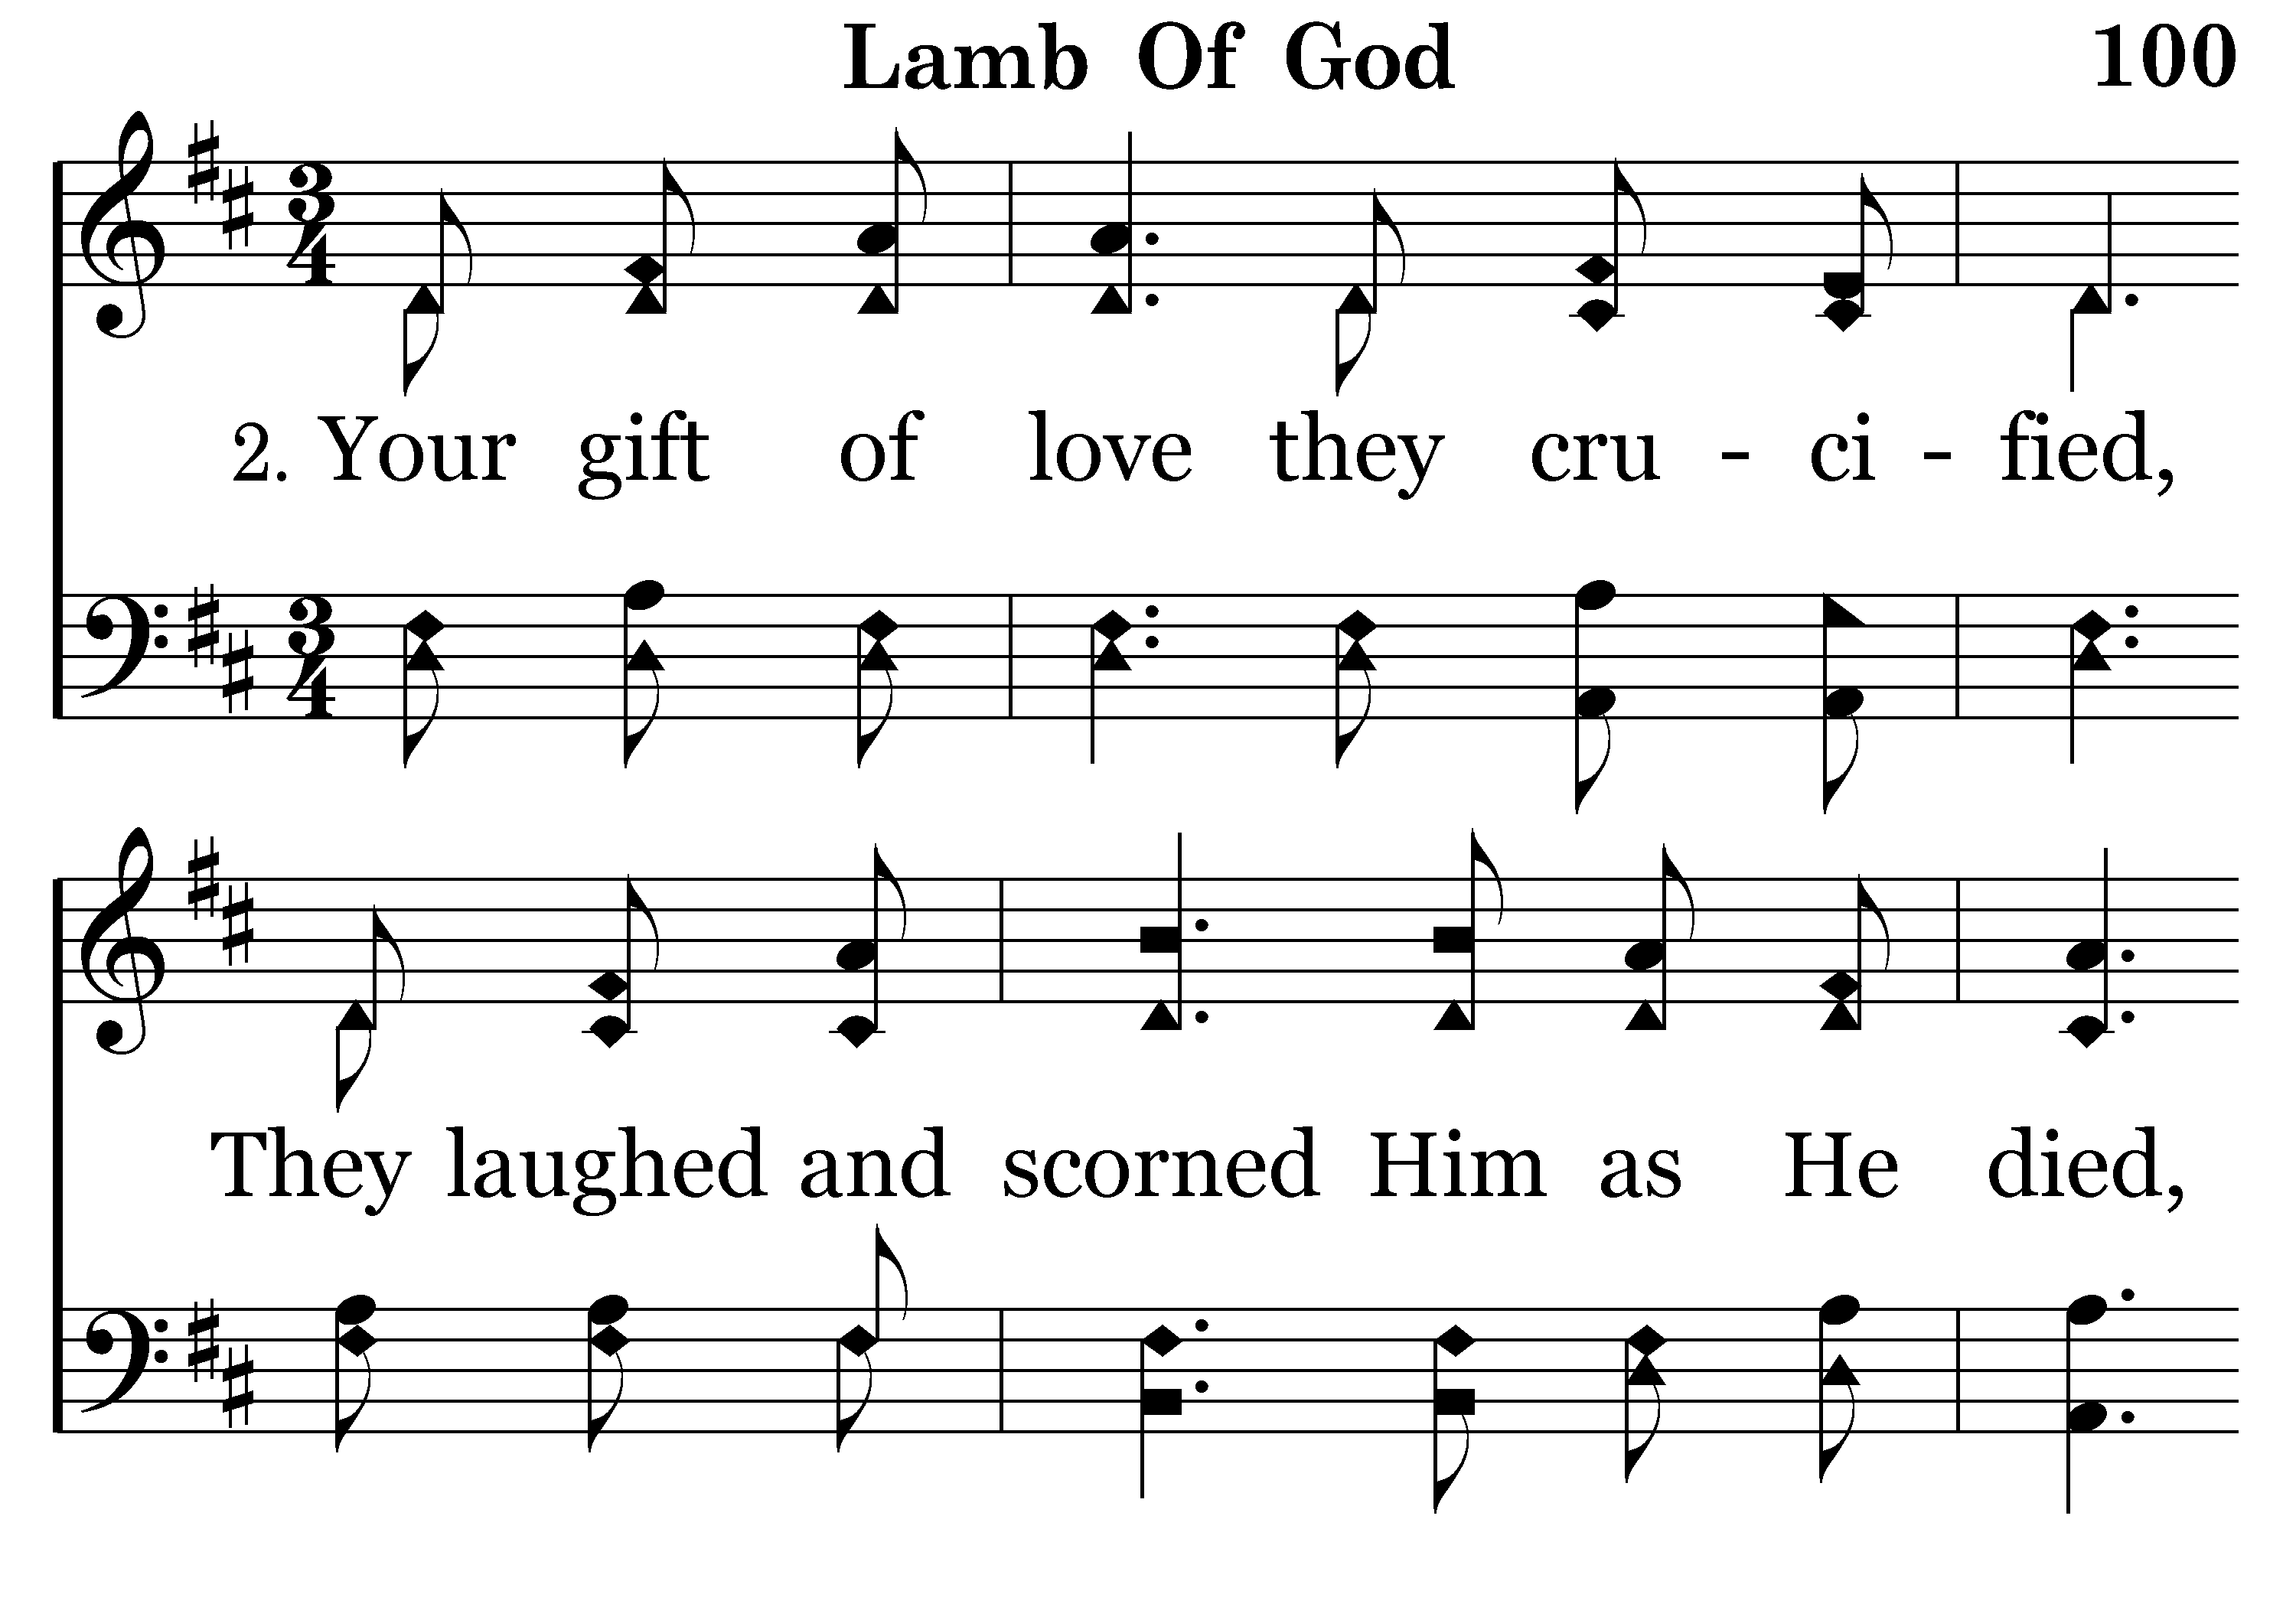 Lamb Of God 100
2. Your gift of love they cru - ci - fied,
They laughed and scorned Him as He died,